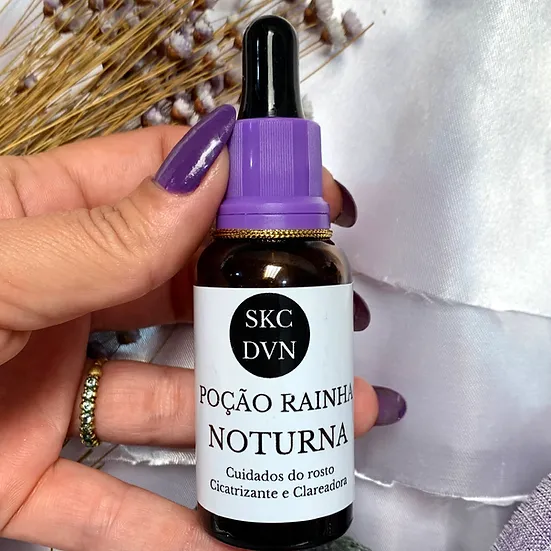 SKC
DVN
POÇÃO RAINHA
NOTURNA
Cuidados do rosto
Cicatrizante e Clareadora